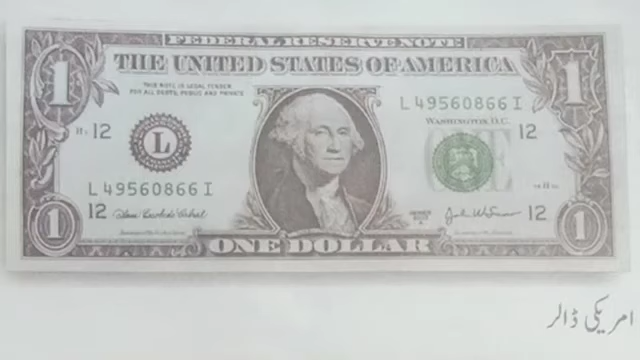 FEDERAL RESERVE NOTE
THE UNITED STATES OF AMERICA
THIS NOTE IS LEGAL TENDER
FOR ALL DEBTS, PUBLIC AND PRIVATE
1
1
L 49560866 I
WASHINGTON, D.C.
12
12
L
L 49560866 I
12
12
1
1
SERIES
ONE DOLLAR
امریکی ڈالر